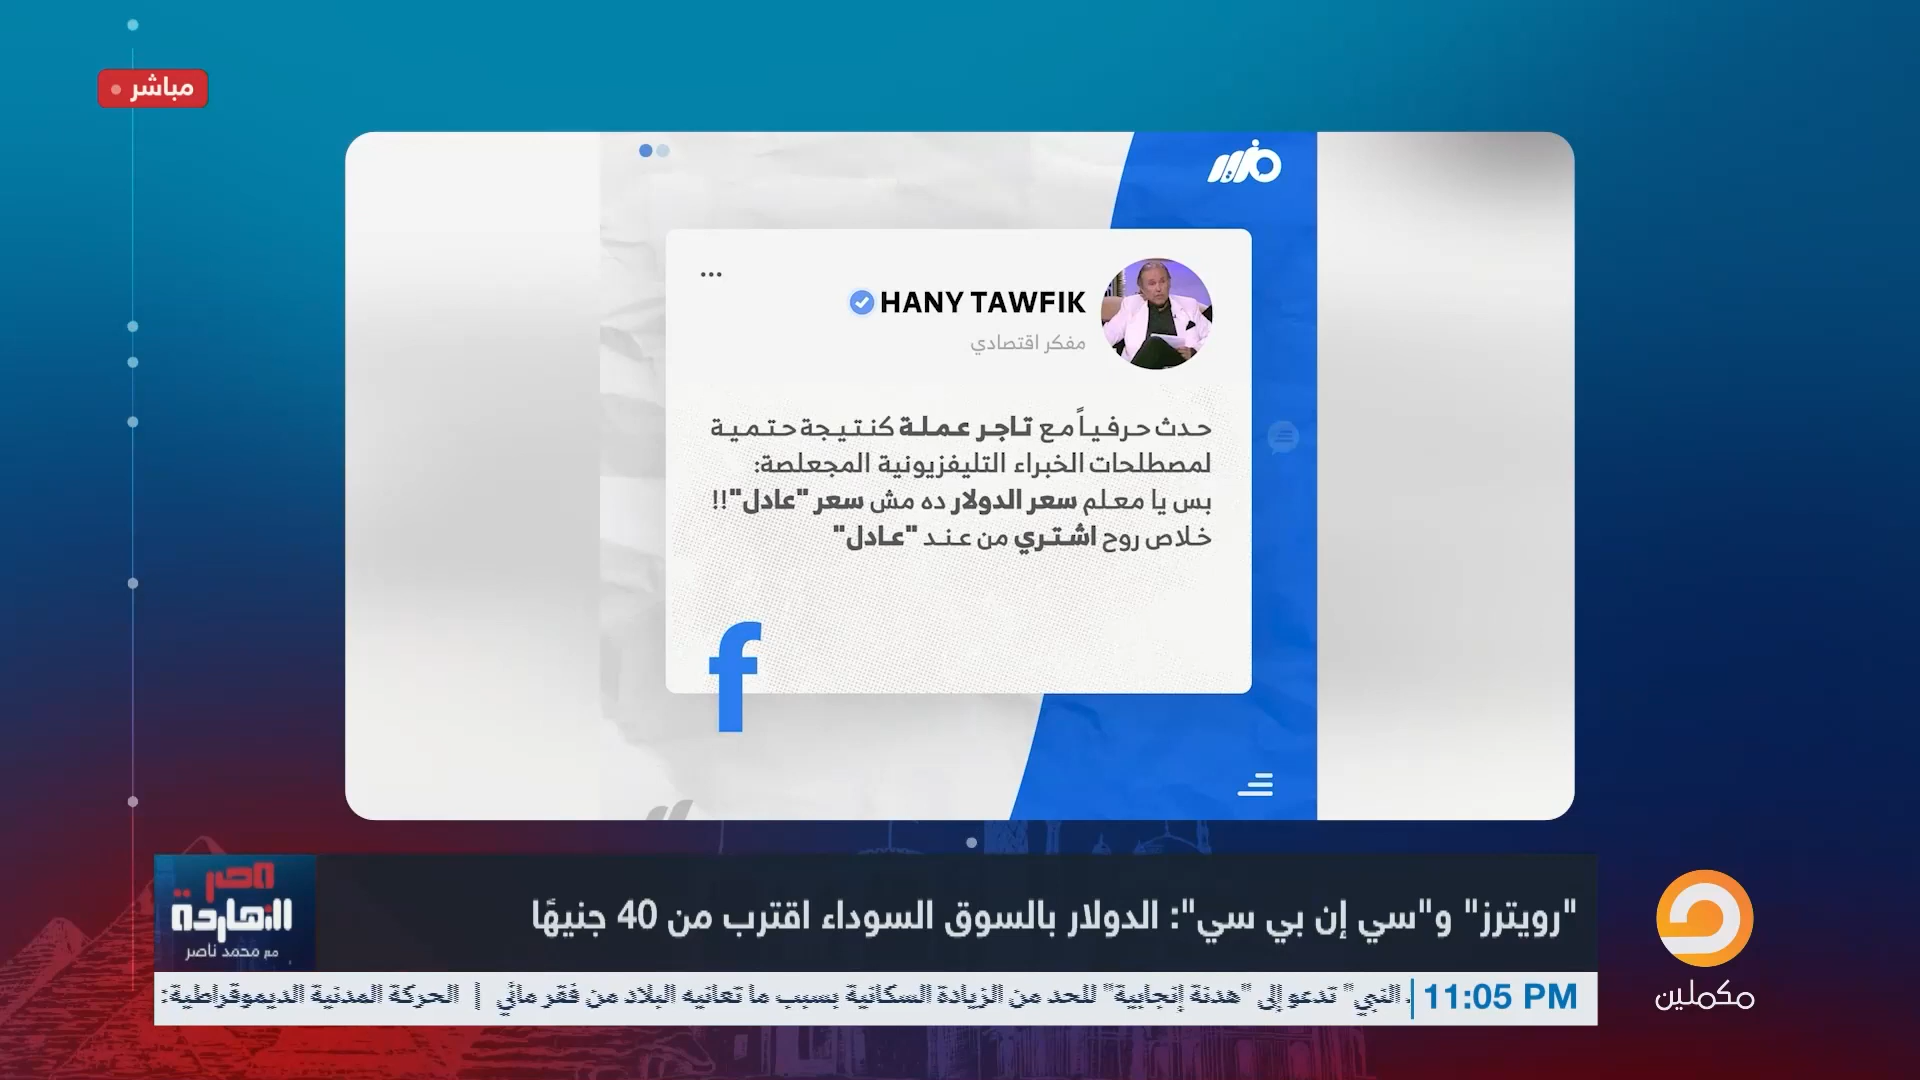 مباشر
مزيد
HANY TAWFIK
مفكر اقتصادي
حدث حرفياً مع تاجر عملة كنتيجة حتمية
لمصطلحات الخبراء التليفزيونية المجعلصة:
بس يا معلم سعر الدولار ده مش سعر "عادل"!!
خلاص روح اشتري من عند "عادل"
f
مصر
النهاردة
مع محمد ناصر
"رويترز" و"سي إن بي سي": الدولار بالسوق السوداء اقترب من 40 جنيهًا
11:05 PM
النبي" تدعو إلى "هدنة إنجابية" للحد من الزيادة السكانية بسبب ما تعانيه البلاد من فقر مائي | الحركة المدنية الديموقراطية:
مكملين